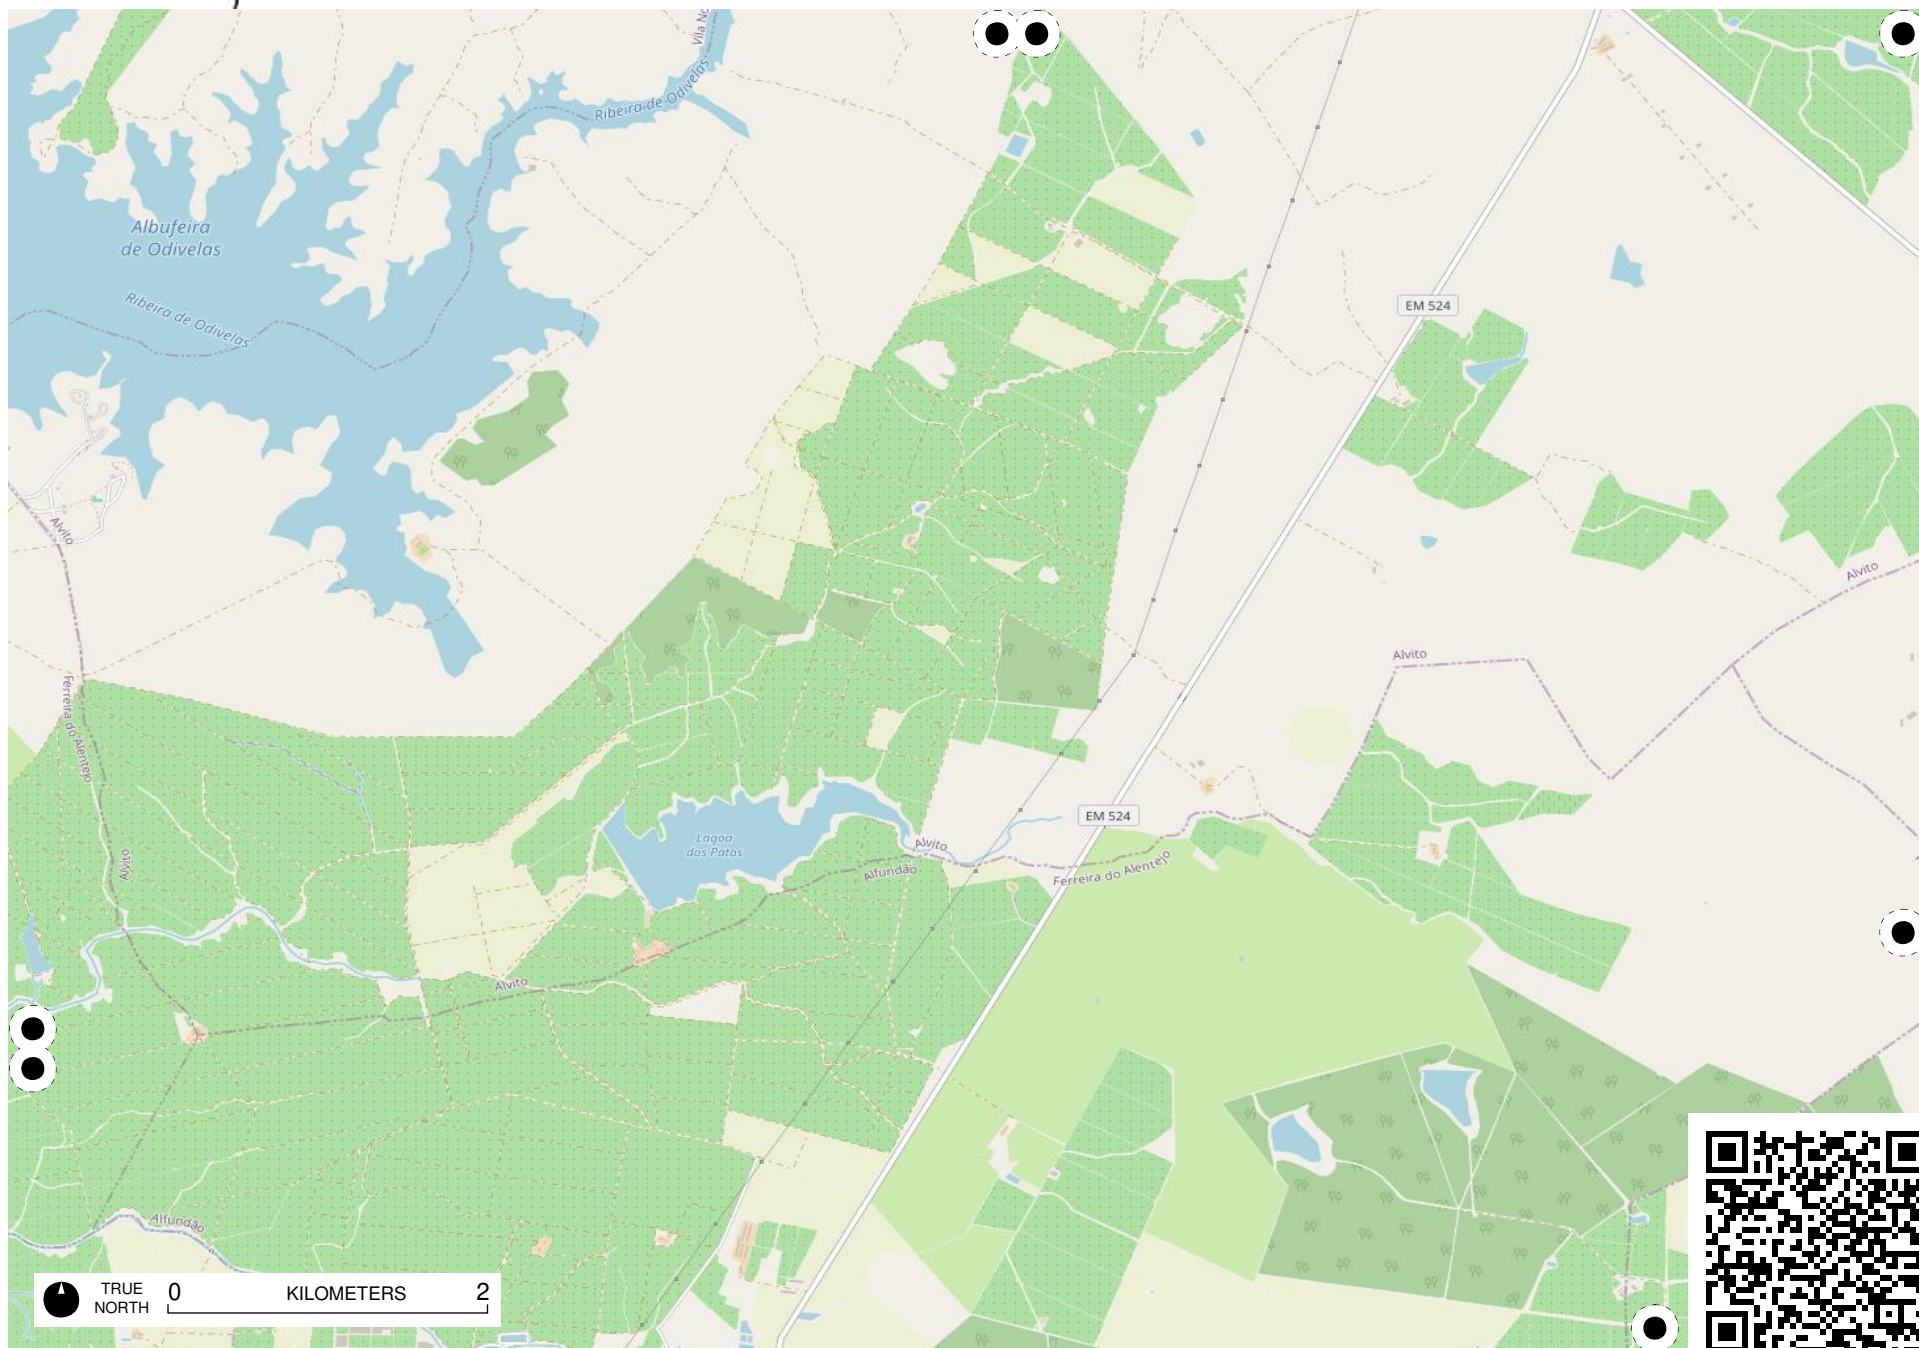 Vila No
Ribeira de Odivelas
Albufeira
de Odivelas
Ribeira de Odivelas
EM 524
Alvito
Alvito
Alvito
Ferreira do Alentejo
EM 524
Lagoa
dos Patos
Alvito
Alvito
Alfundão
Ferreira do Alentejo
Alvito
Alfundão
TRUE
NORTH
0
KILOMETERS
2